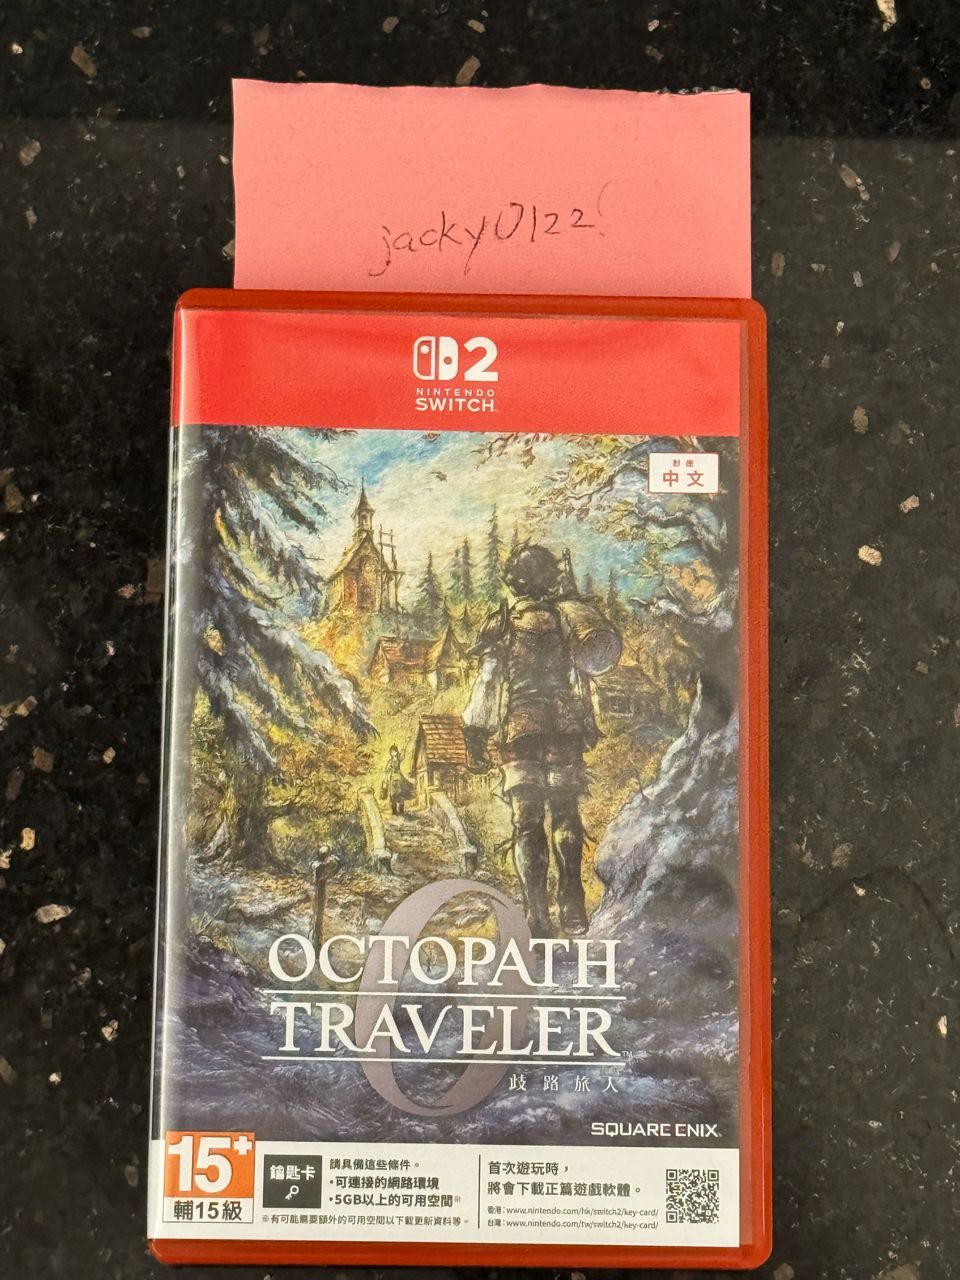 jacky0122
2
NINTENDO
SWITCH
對應
中文
0
OCTOPATH
TRAVELER™
歧路旅人
SQUARE ENIX
15+
輔15級
鑰匙卡
請具備這些條件。
・可連接的網路環境
・5GB以上的可用空間※
※有可能需要額外的可用空間以下載更新資料等。
首次遊玩時，
將會下載正篇遊戲軟體。
香港：www.nintendo.com/hk/switch2/key-card/
台灣：www.nintendo.com/tw/switch2/key-card/